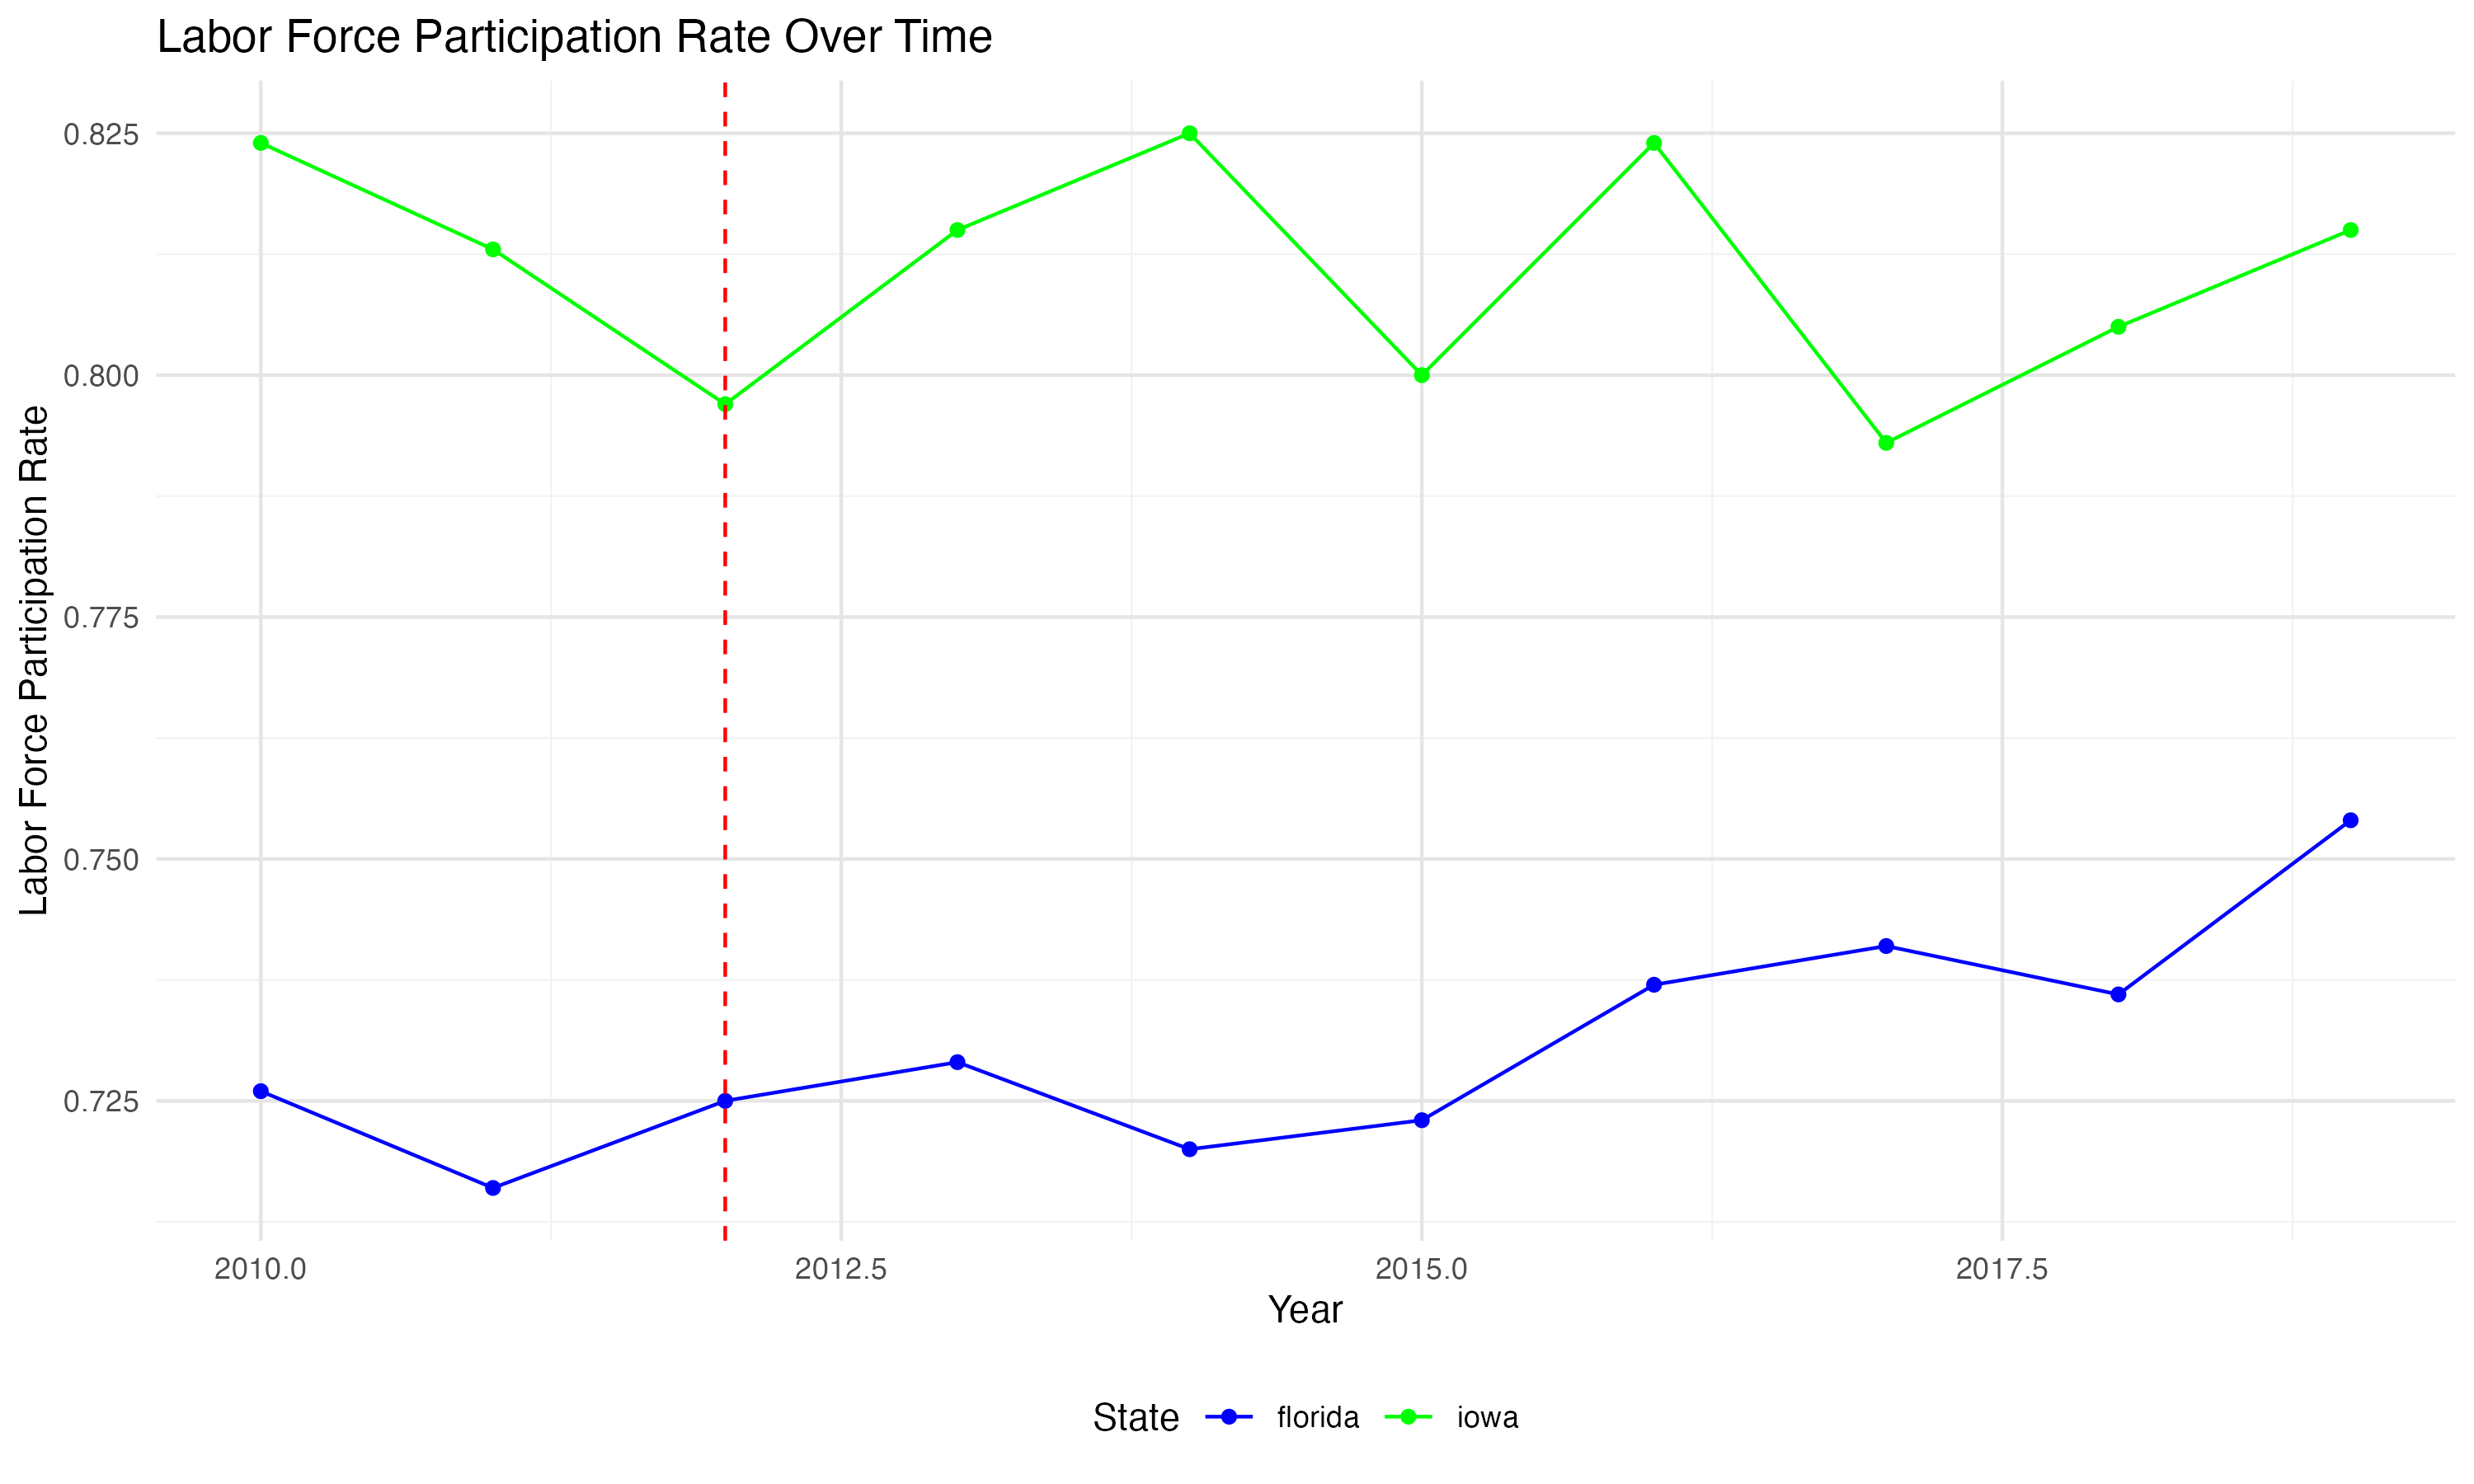 Labor Force Participation Rate Over Time
Labor Force Participation Rate
0.825
0.800
0.775
0.750
0.725
2010.0 2012.5 2015.0 2017.5
Year
State florida iowa